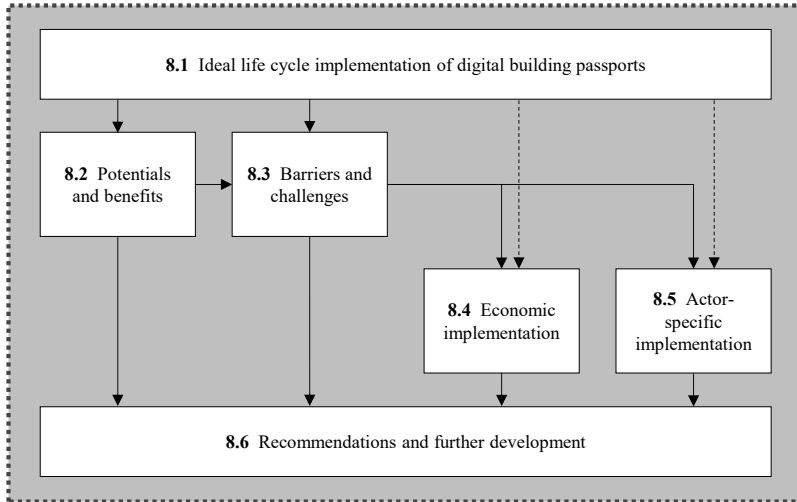 8.1 Ideal life cycle implementation of digital building passports
8.2 Potentials
and benefits
8.3 Barriers and
challenges
8.4 Economic
implementation
8.5 Actor-
specific
implementation
8.6 Recommendations and further development